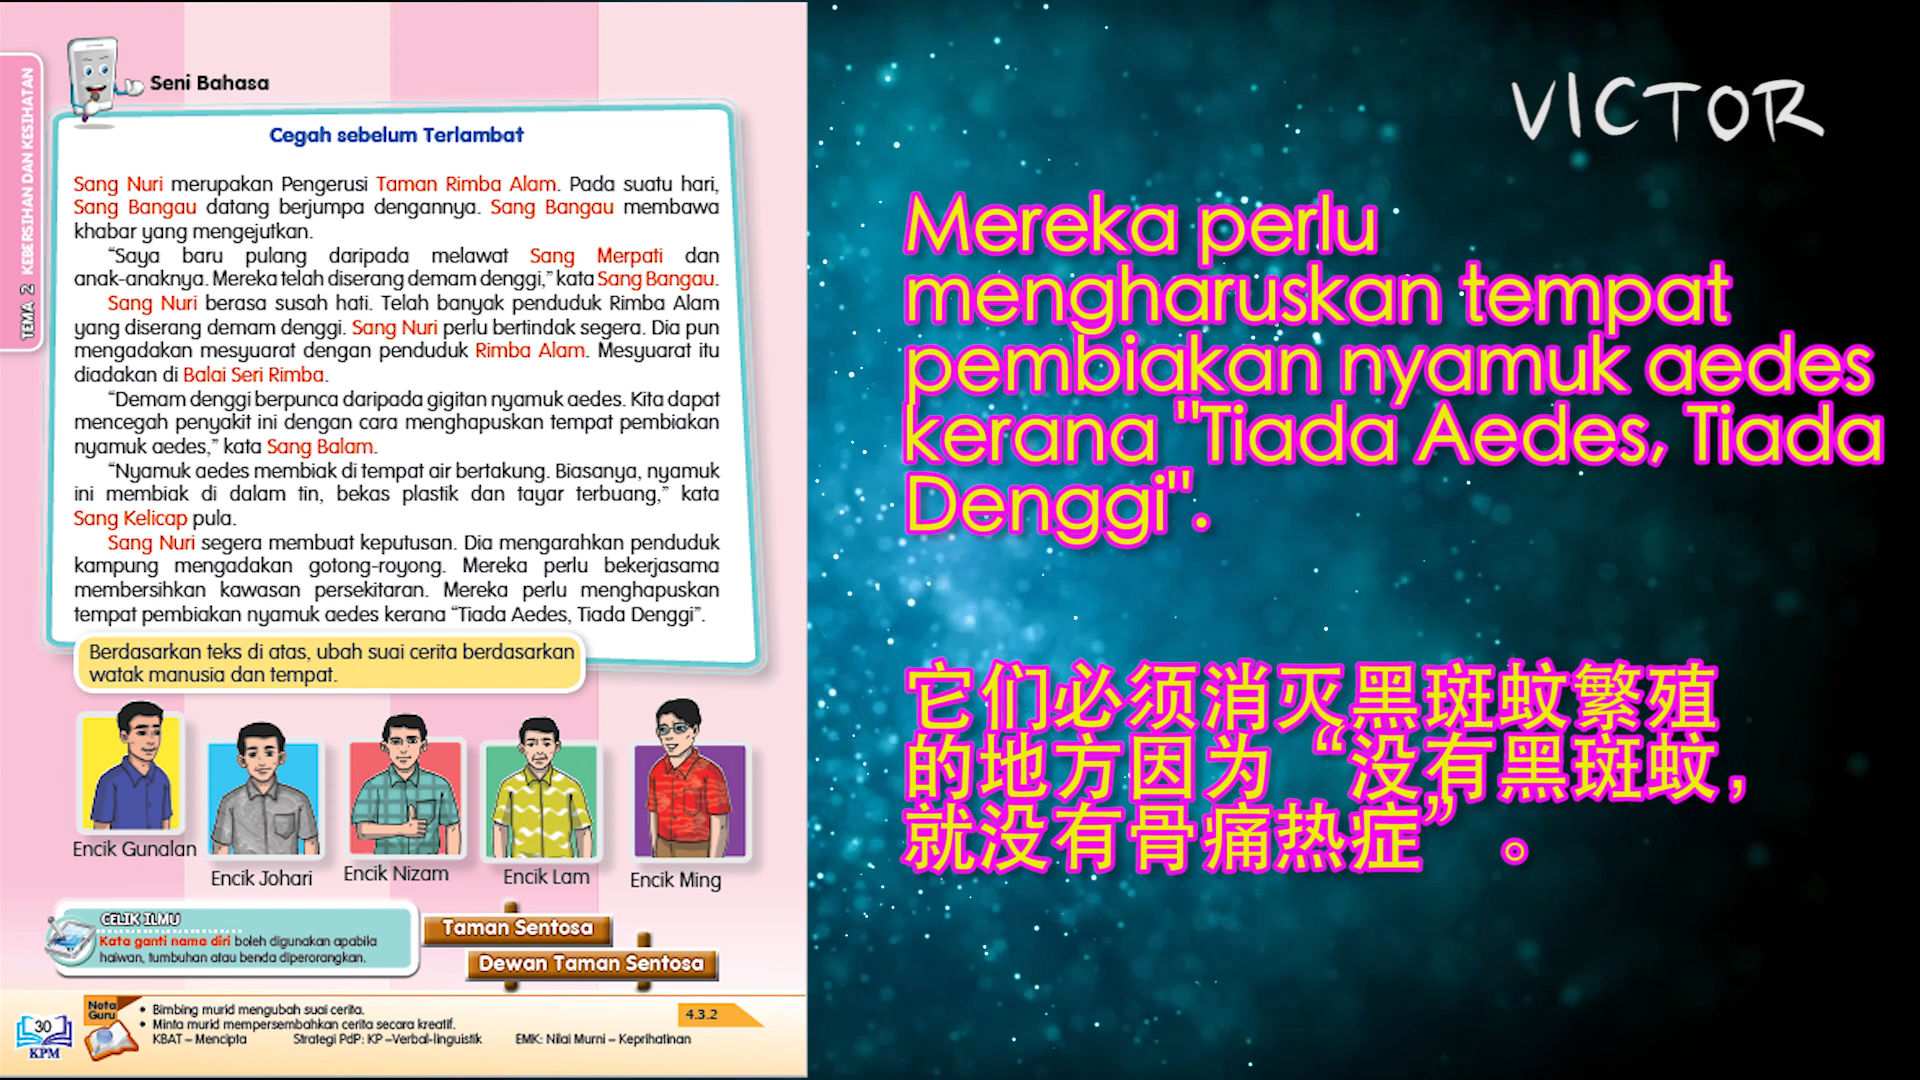 TEMA 2 KEBERSIHAN DAN KESIHATAN
Seni Bahasa
Cegah sebelum Terlambat
Sang Nuri merupakan Pengerusi Taman Rimba Alam. Pada suatu hari,
Sang Bangau datang berjumpa dengannya. Sang Bangau membawa
khabar yang mengejutkan.
“Saya baru pulang daripada melawat Sang Merpati dan
anak-anaknya. Mereka telah diserang demam denggi,” kata Sang Bangau.
Sang Nuri berasa susah hati. Telah banyak penduduk Rimba Alam
yang diserang demam denggi. Sang Nuri perlu bertindak segera. Dia pun
mengadakan mesyuarat dengan penduduk Rimba Alam. Mesyuarat itu
diadakan di Balai Seri Rimba.
“Demam denggi berpunca daripada gigitan nyamuk aedes. Kita dapat
mencegah penyakit ini dengan cara menghapuskan tempat pembiakan
nyamuk aedes,” kata Sang Balam.
“Nyamuk aedes membiak di tempat air bertakung. Biasanya, nyamuk
ini membiak di dalam tin, bekas plastik dan tayar terbuang,” kata
Sang Kelicap pula.
Sang Nuri segera membuat keputusan. Dia mengarahkan penduduk
kampung mengadakan gotong-royong. Mereka perlu bekerjasama
membersihkan kawasan persekitaran. Mereka perlu menghapuskan
tempat pembiakan nyamuk aedes kerana “Tiada Aedes, Tiada Denggi”.
Berdasarkan teks di atas, ubah suai cerita berdasarkan
watak manusia dan tempat.
Encik Gunalan
Encik Johari
Encik Nizam
Encik Lam
Encik Ming
CELIK ILMU
Kata ganti nama diri boleh digunakan apabila
haiwan, tumbuhan atau benda diperorangkan.
Taman Sentosa
Dewan Taman Sentosa
30
KPM
Nota
Guru
• Bimbing murid mengubah suai cerita.
• Minta murid mempersembahkan cerita secara kreatif.
KBAT – Mencipta Strategi PdP: KP –Verbal-linguistik EMK: Nilai Murni – Keprihatinan
4.3.2
VICTOR
Mereka perlu
mengharuskan tempat
pembiakan nyamuk aedes
kerana "Tiada Aedes, Tiada
Denggi".
它们必须消灭黑斑蚊繁殖
的地方因为“没有黑斑蚊，
就没有骨痛热症”。